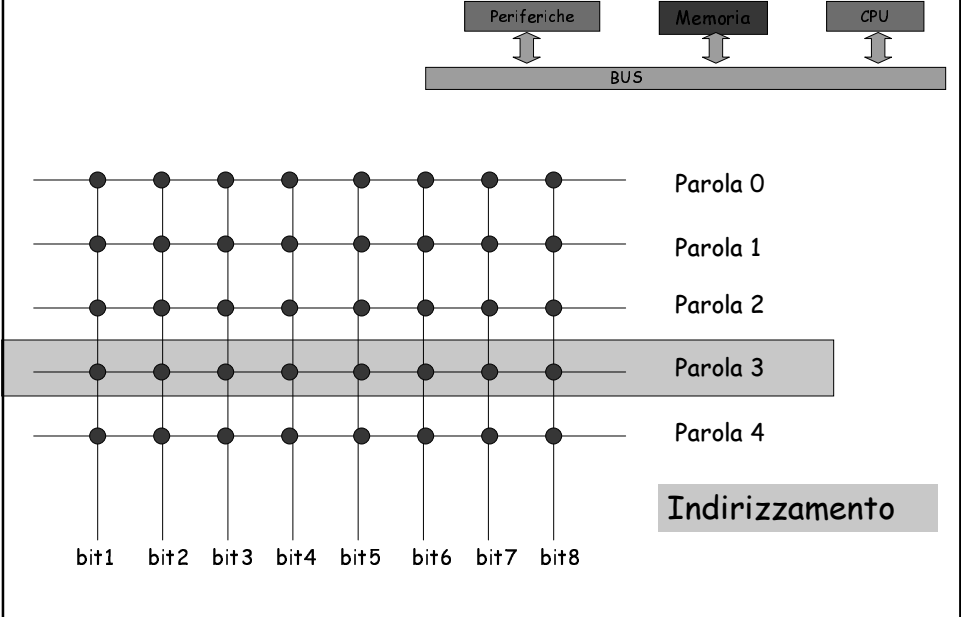 Periferiche Memoria CPU
BUS
Parola 0
Parola 1
Parola 2
Parola 3
Parola 4
Indirizzamento
bit1 bit2 bit3 bit4 bit5 bit6 bit7 bit8